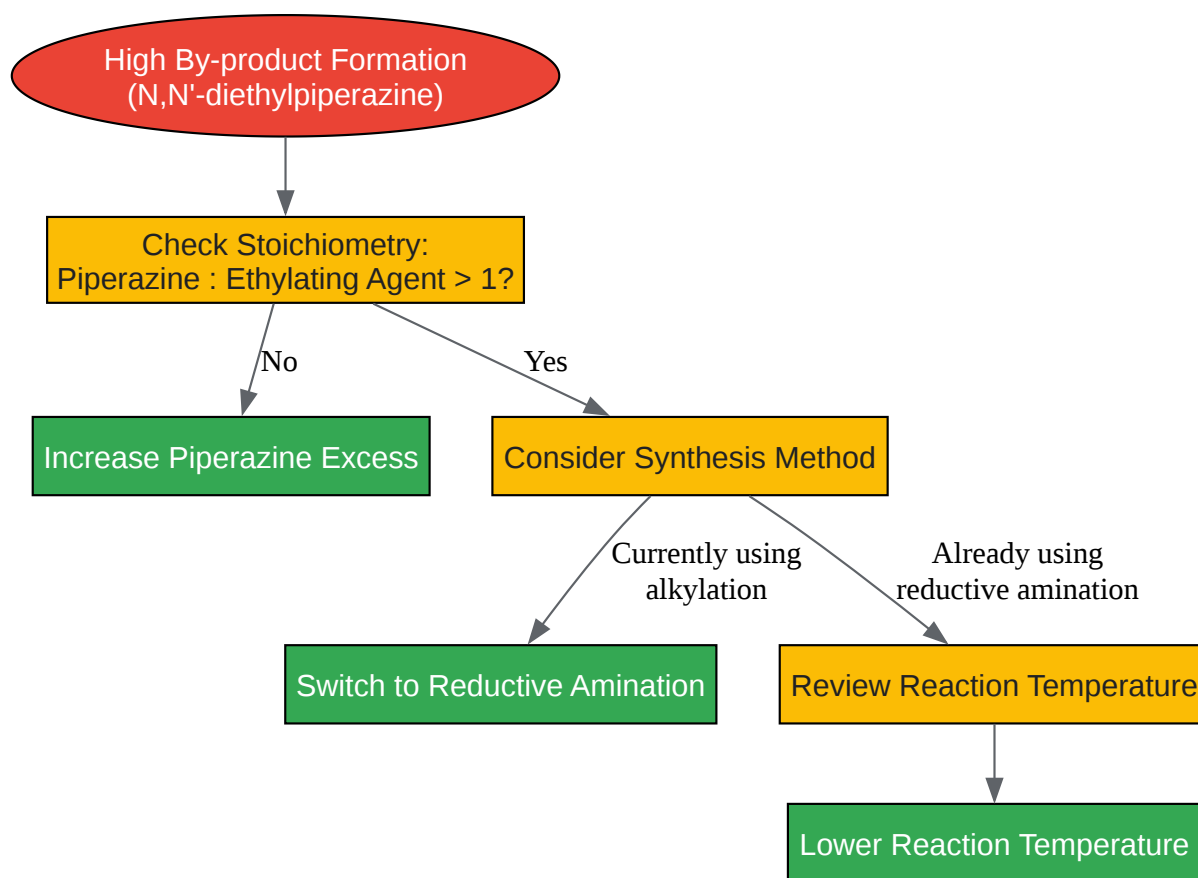 High By-product Formation
(N,N'-diethylpiperazine)
Check Stoichiometry:
Piperazine : Ethylating Agent > 1?
No
Yes
Increase Piperazine Excess
Consider Synthesis Method
Currently using
alkylation
Already using
reductive amination
Switch to Reductive Amination
Review Reaction Temperature
Lower Reaction Temperature